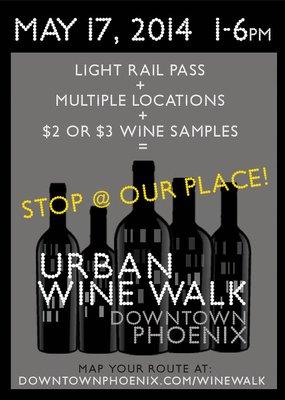 MAY 17, 2014 1-6PM
LIGHT RAIL PASS
+
MULTIPLE LOCATIONS
+
$2 OR $3 WINE SAMPLES
=
STOP @ OUR PLACE!
URBAN
WINE WALK
DOWNTOWN
PHOENIX
MAP YOUR ROUTE AT:
DOWNTOWNPHOENIX.COM/WINEWALK